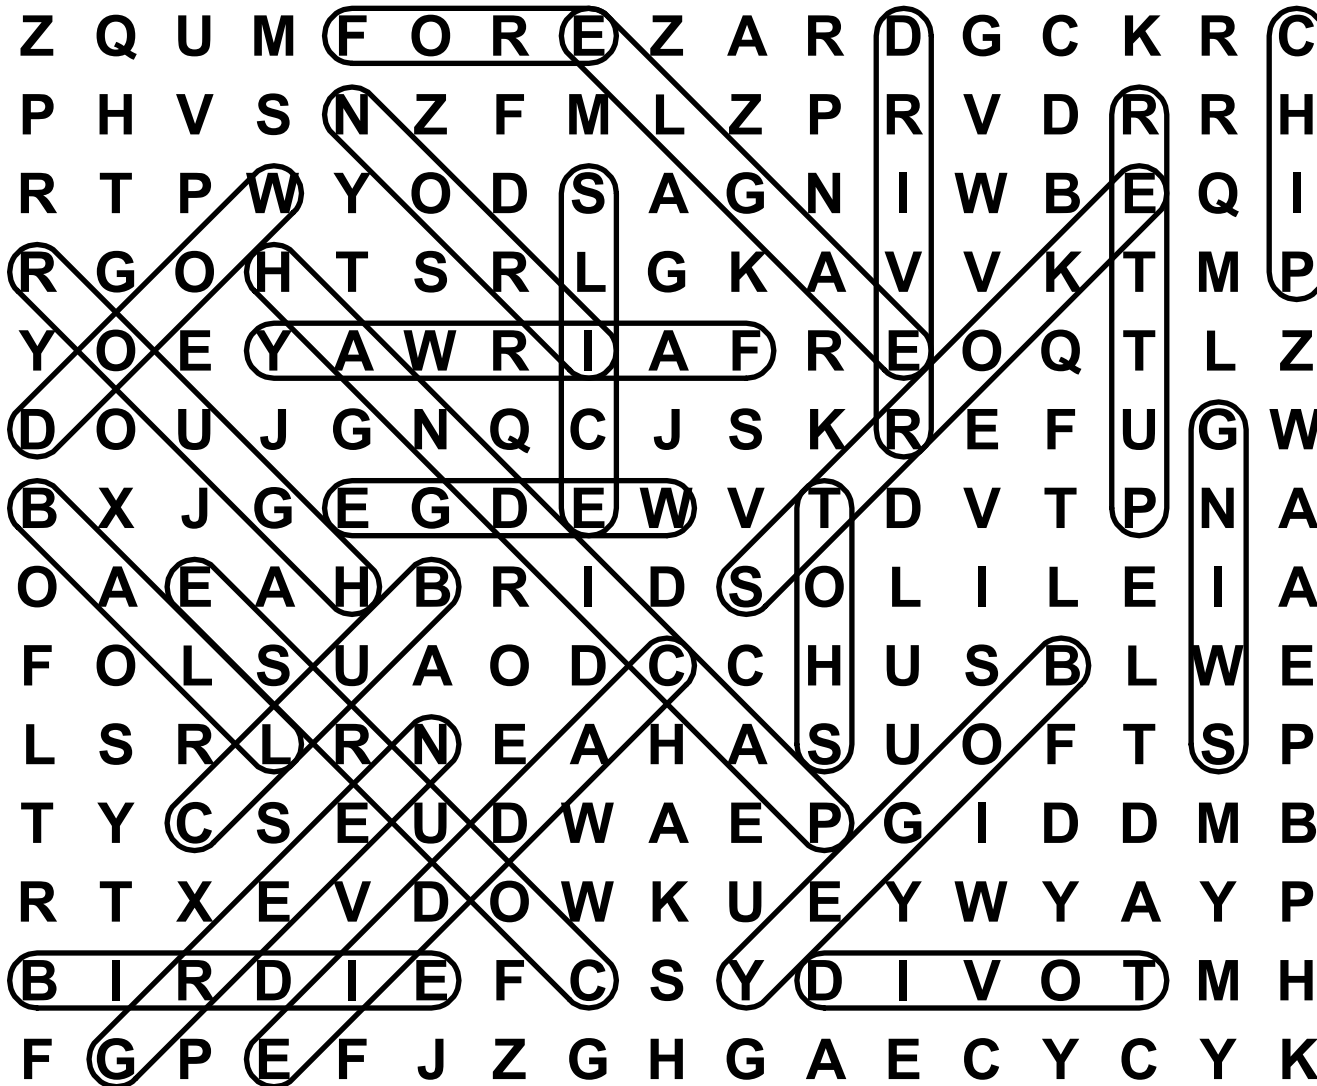 Z Q U M F O R E Z A R D G C K R C
P H V S N Z F M L Z P R V D R R H
R T P W Y O D S A G N I W B E Q I
R G O H T S R L G K A V V K T M P
Y O E Y A W R I A F R E O Q T L Z
D O U J G N Q C J S K R E F U G W
B X J G E G D E W V T D V T P N A
O A E A H B R I D S O L I L E I A
F O L S U A O D C C H U S B L W E
L S R L R N E A H A S U O F T S P
T Y C S E U D W A E P G I D D M B
R T X E V D O W K U E Y W Y A Y P
B I R D I E F C S Y D I V O T M H
F G P E F J Z G H G A E C Y C Y K